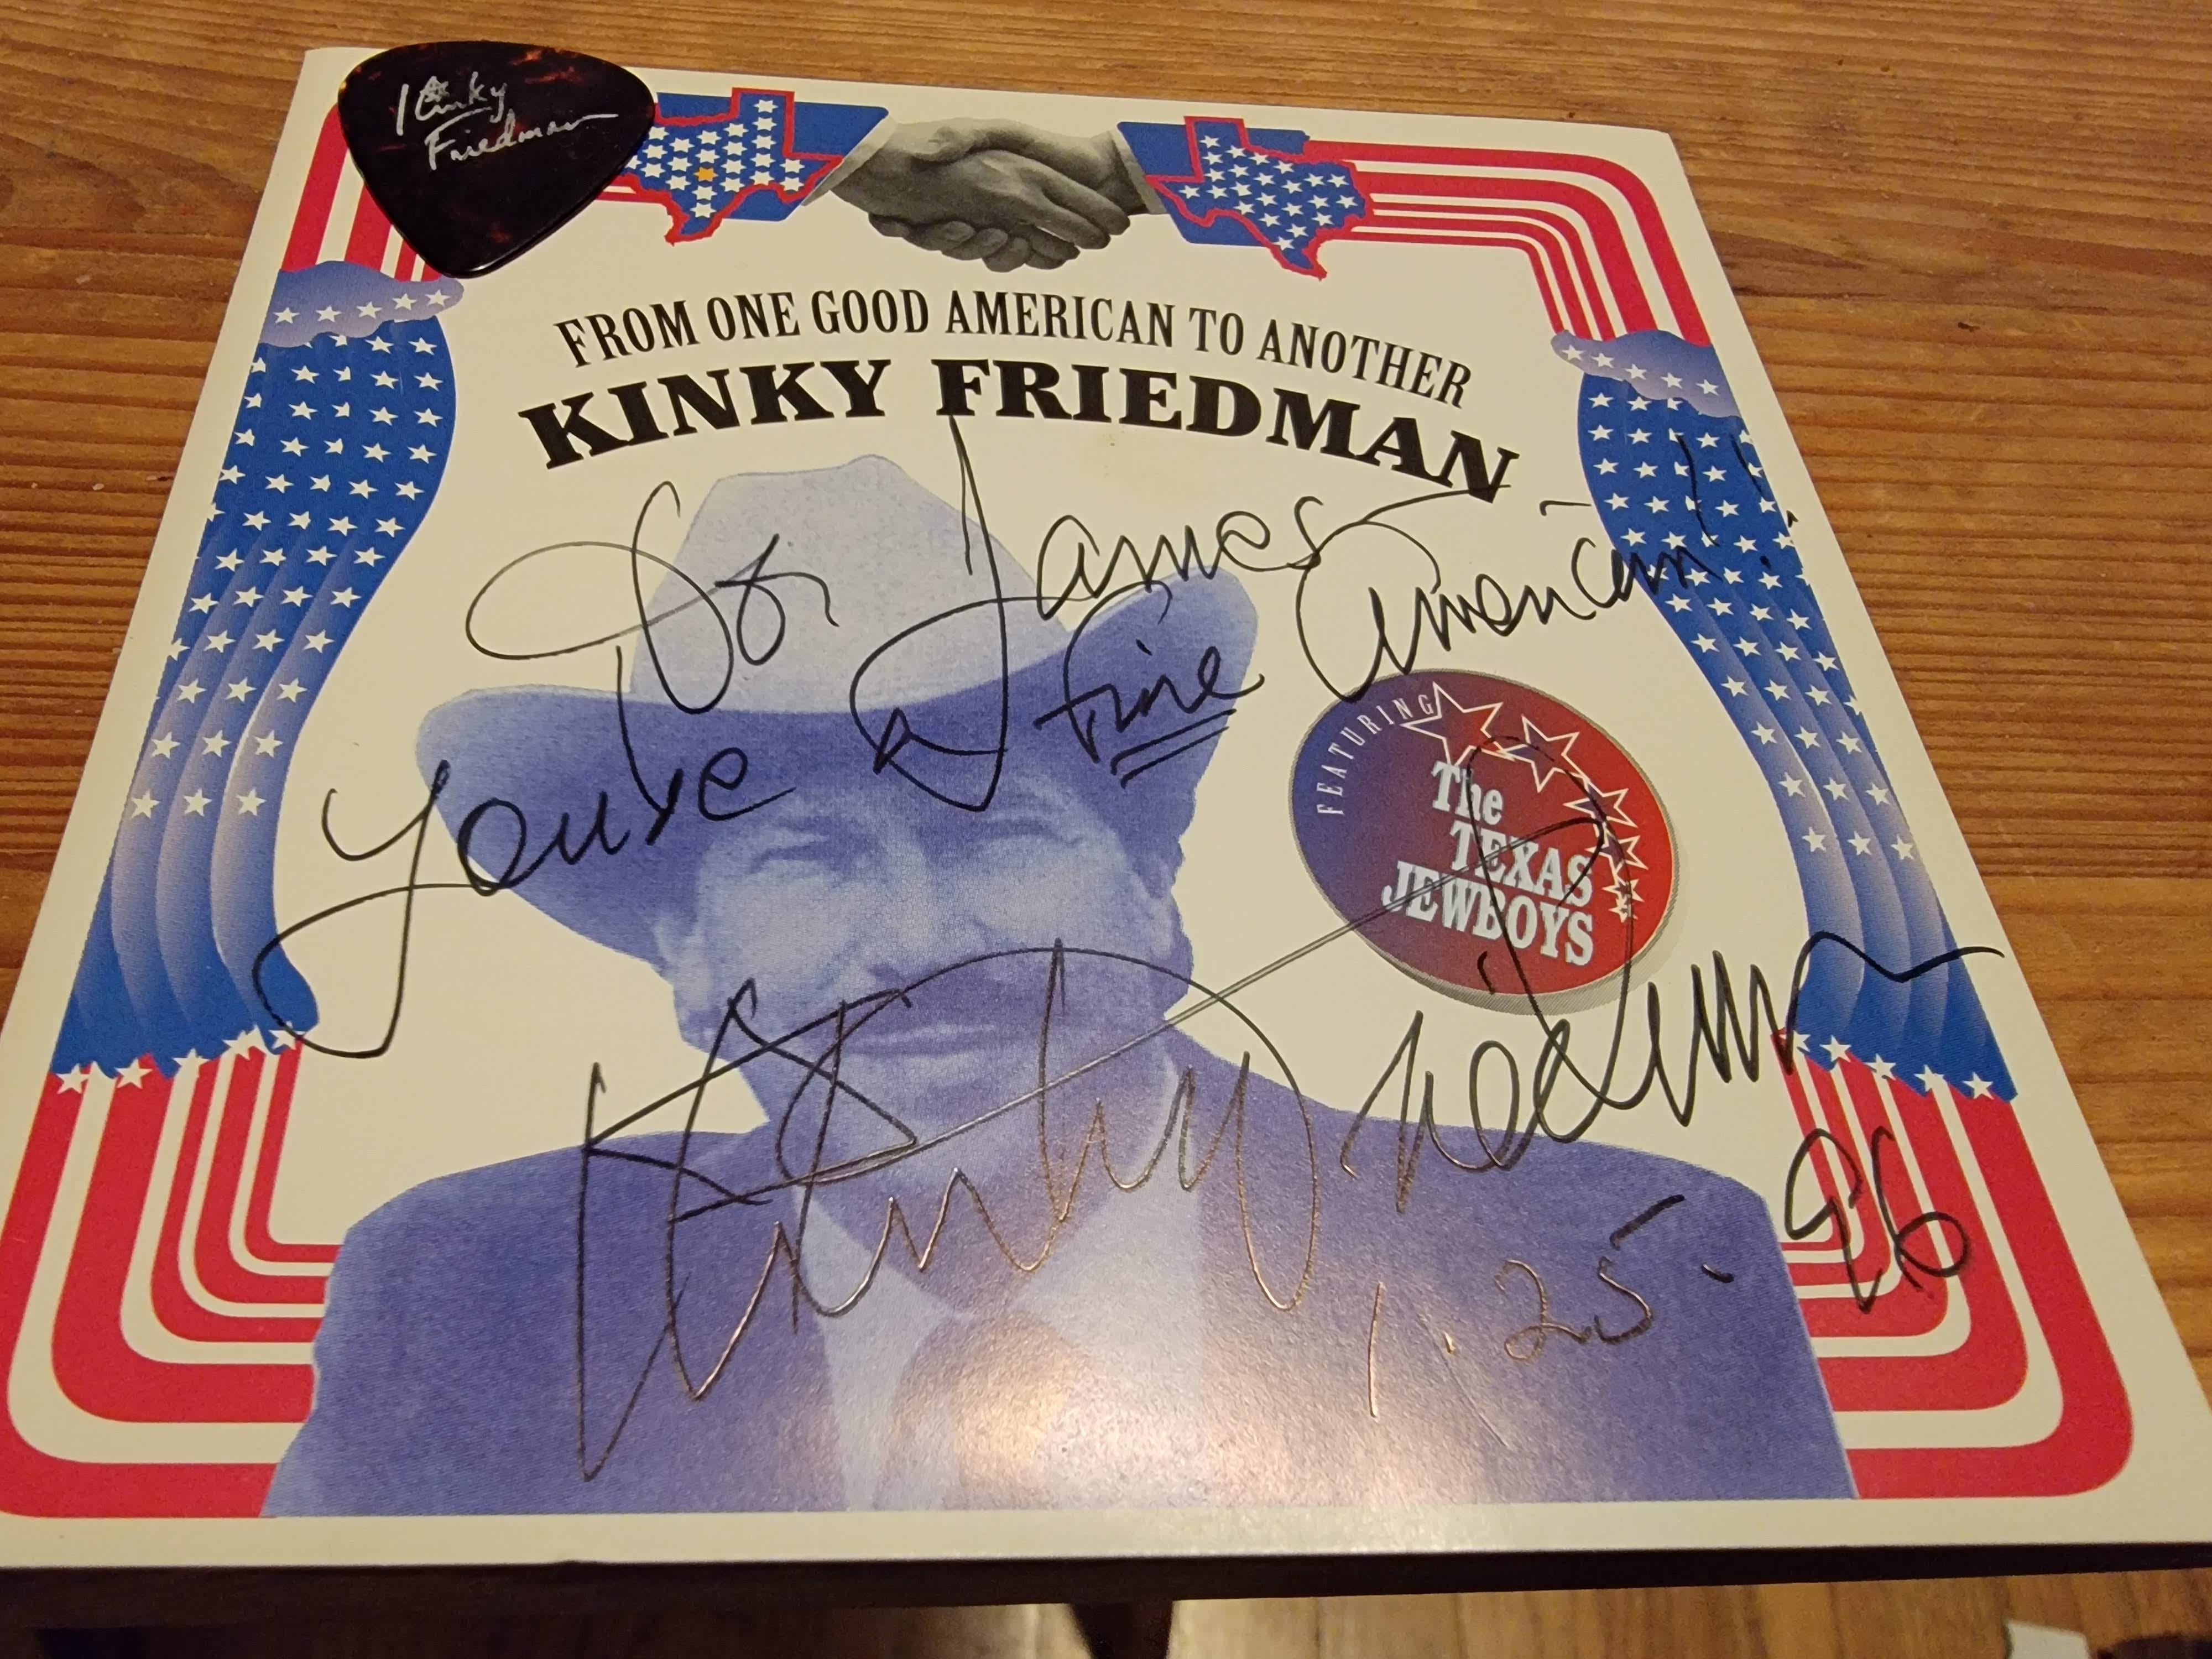 Kinky
Friedman
FROM ONE GOOD AMERICAN TO ANOTHER
KINKY FRIEDMAN
To James
You're A Fine American!!
FEATURING
The
TEXAS
JEWBOYS
Kinky Friedman
1.25.96